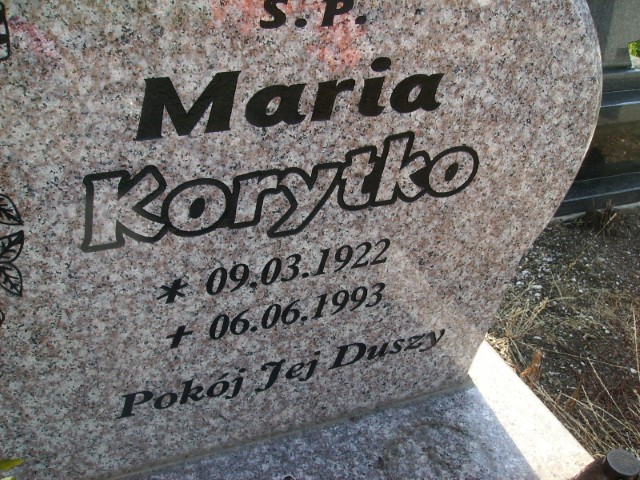 S. P.
Maria
Korytko
* 09.03.1922
+ 06.06.1993
Pokój Jej Duszy